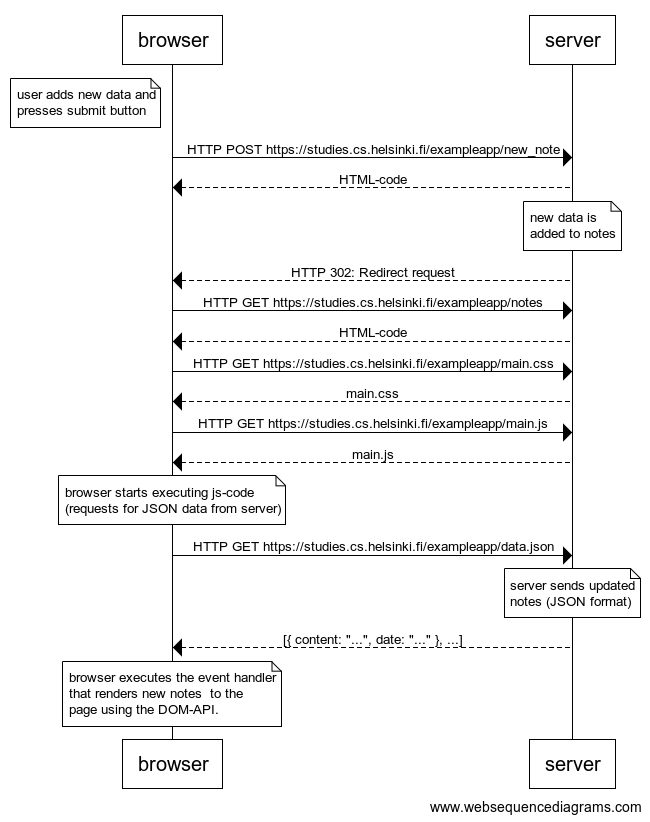 browser
server
user adds new data and
presses submit button
HTTP POST https://studies.cs.helsinki.fi/exampleapp/new_note
HTML-code
new data is
added to notes
HTTP 302: Redirect request
HTTP GET https://studies.cs.helsinki.fi/exampleapp/notes
HTML-code
HTTP GET https://studies.cs.helsinki.fi/exampleapp/main.css
main.css
HTTP GET https://studies.cs.helsinki.fi/exampleapp/main.js
main.js
browser starts executing js-code
(requests for JSON data from server)
HTTP GET https://studies.cs.helsinki.fi/exampleapp/data.json
server sends updated
notes (JSON format)
[{ content: "...", date: "..." }, ...]
browser executes the event handler
that renders new notes  to the
page using the DOM-API.
browser
server
www.websequencediagrams.com